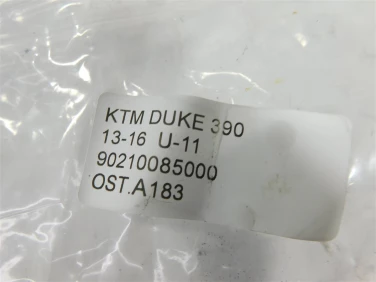 KTM DUKE 390
13-16 U-11
90210085000
OST.A183